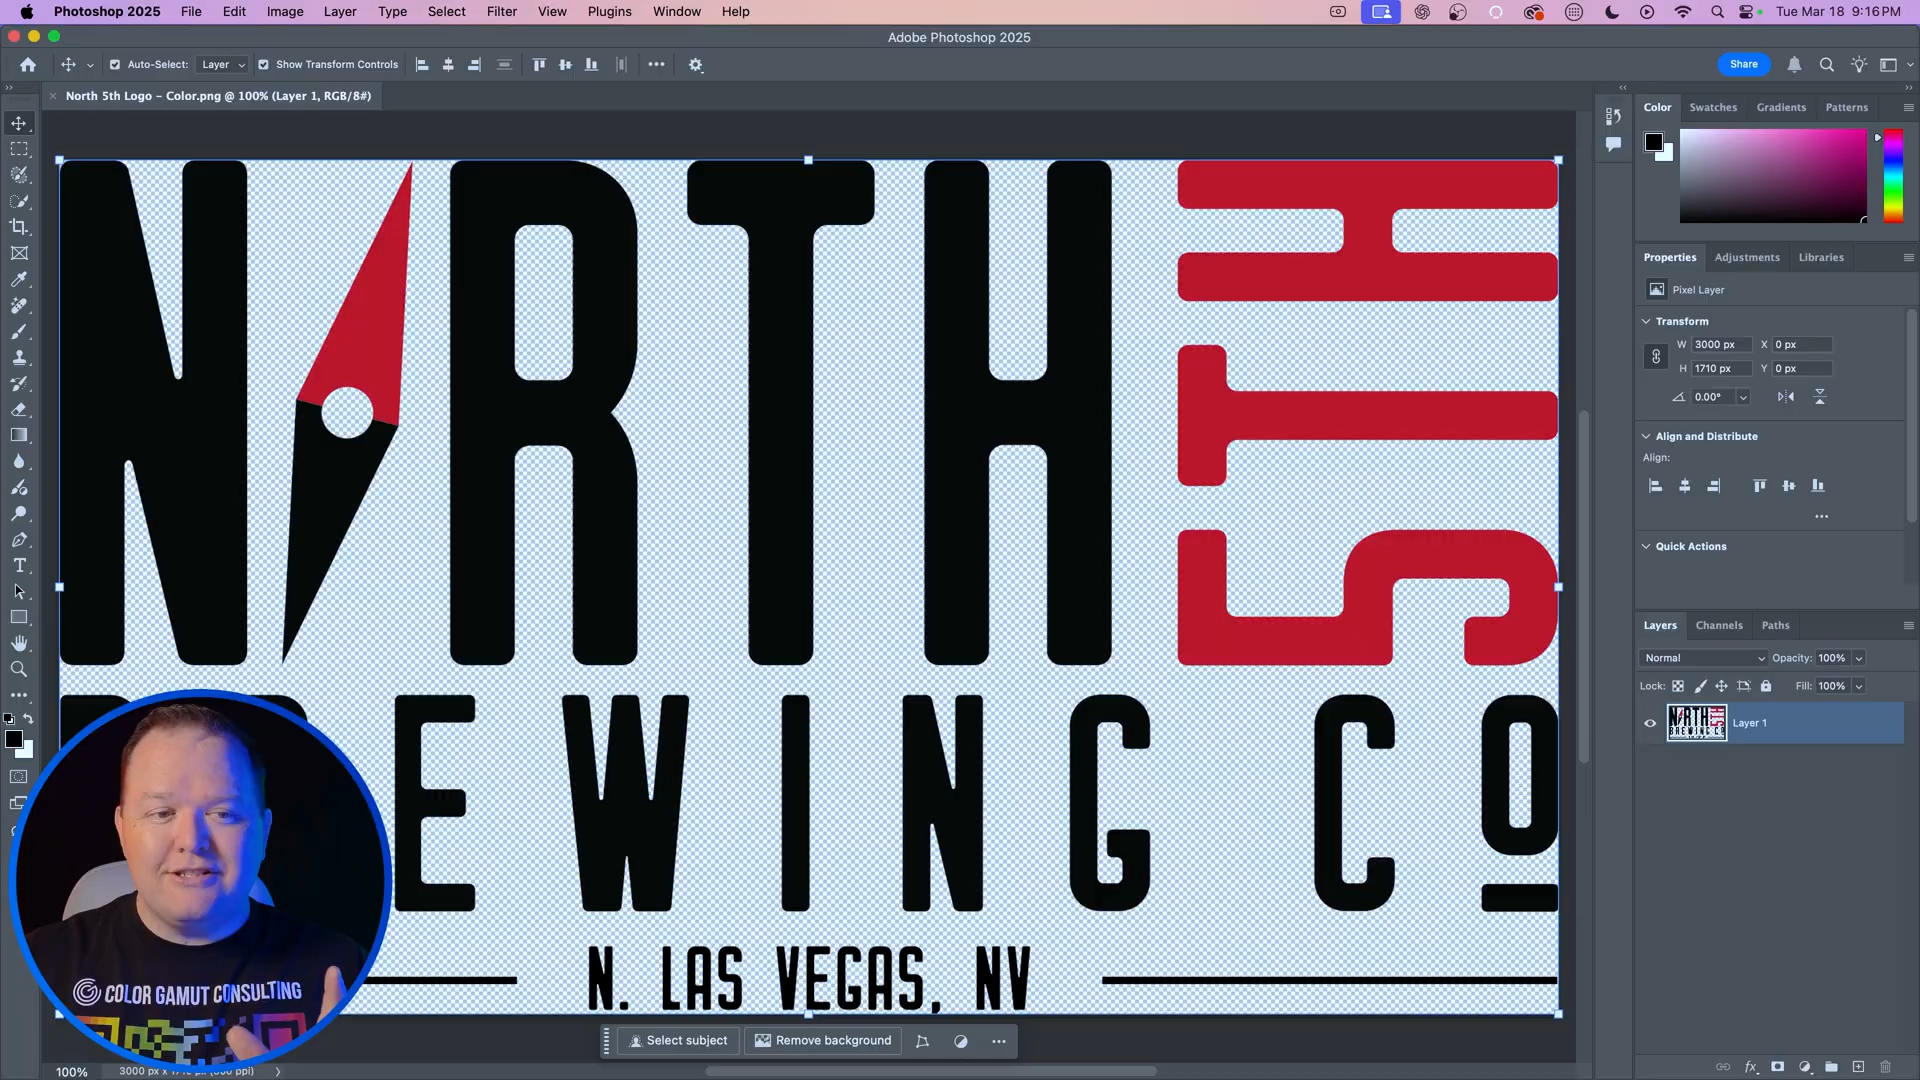 Photoshop 2025 File Edit Image Layer Type Select Filter View Plugins Window Help Tue Mar 18 9:16 PM
Adobe Photoshop 2025
Auto-Select: Layer Show Transform Controls Share
North 5th Logo – Color.png @ 100% (Layer 1, RGB/8#)
Color Swatches Gradients Patterns
Properties Adjustments Libraries
Pixel Layer
Transform
W 3000 px X 0 px
H 1710 px Y 0 px
0.00°
Align and Distribute
Align:
Quick Actions
Layers Channels Paths
Normal Opacity: 100%
Lock: Fill: 100%
Layer 1
N RTH
5TH
EWING CO
N. LAS VEGAS, NV
COLOR GAMUT CONSULTING
Select subject Remove background
100%